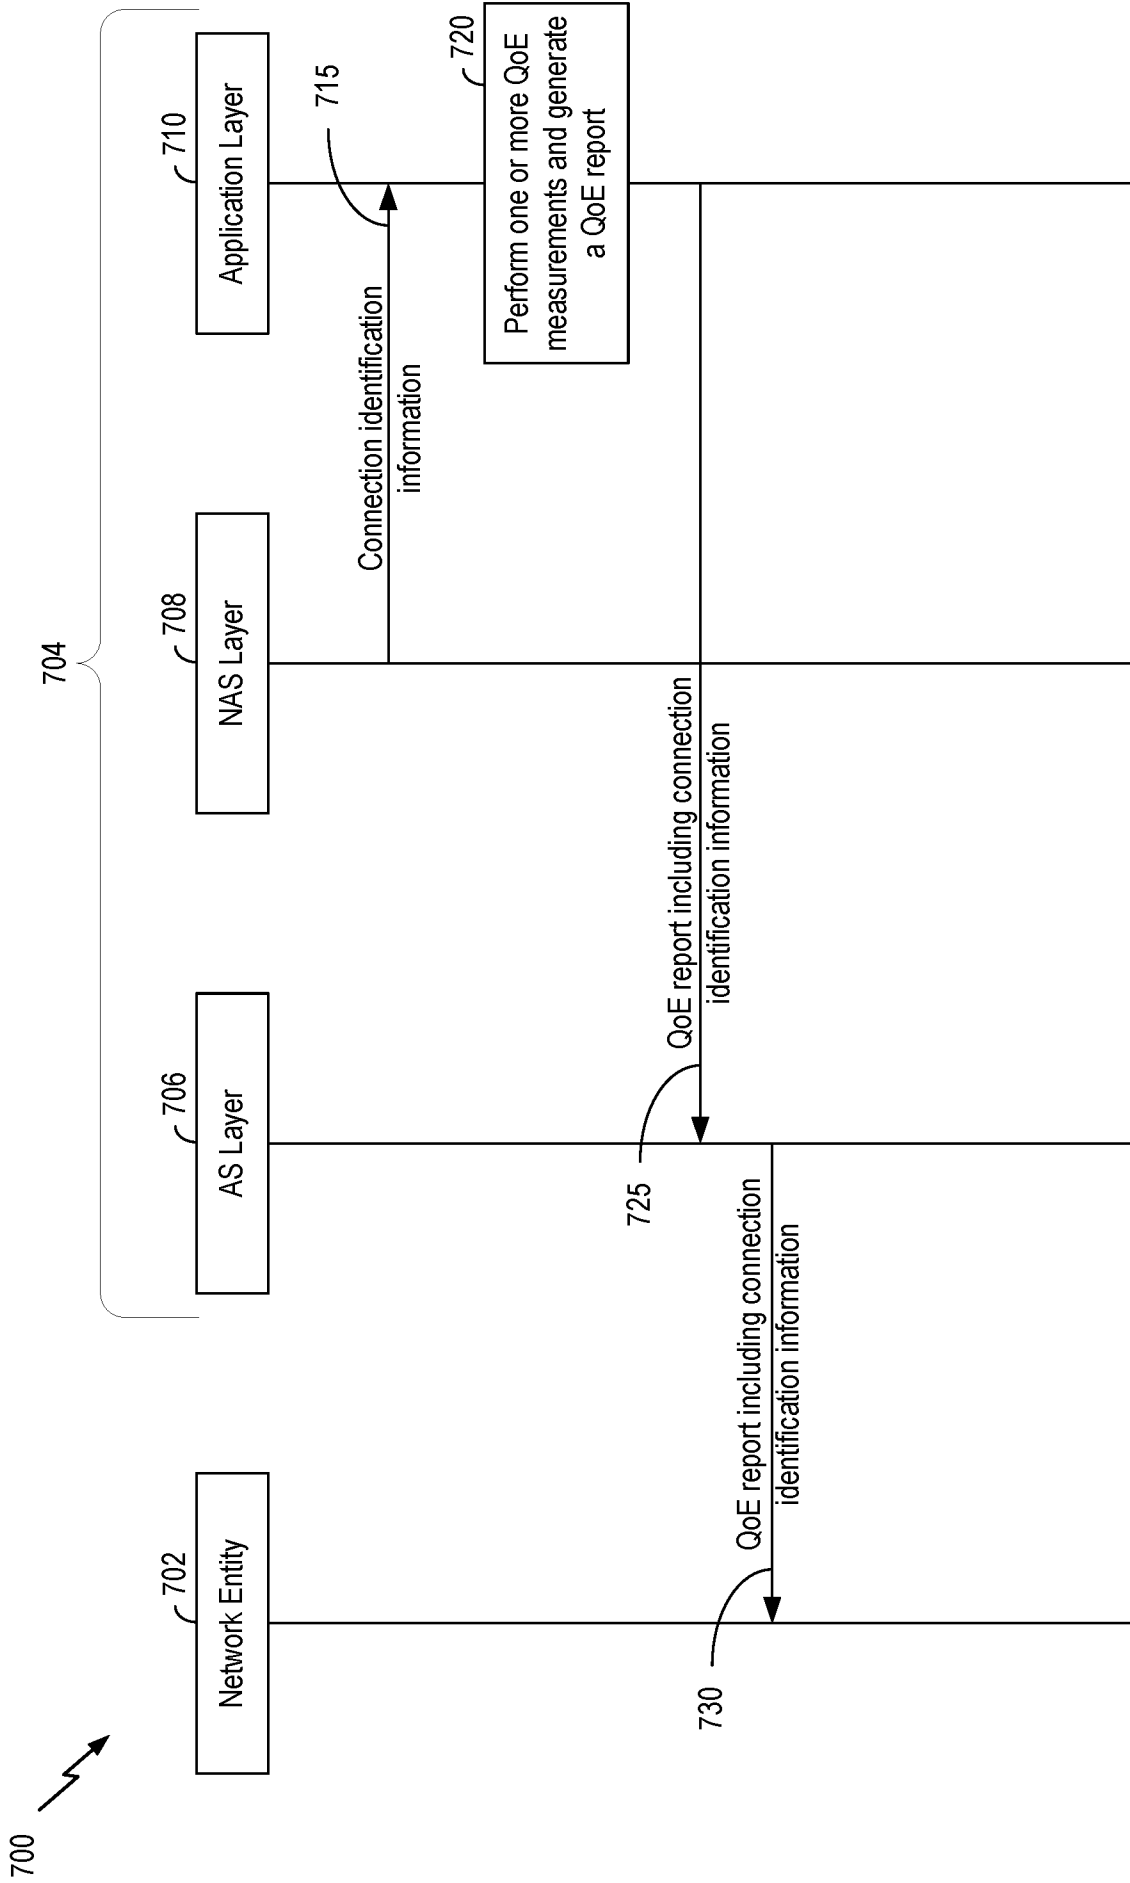 700
704
702
Network Entity
706
AS Layer
708
NAS Layer
710
Application Layer
715
Connection identification
information
720
Perform one or more QoE
measurements and generate
a QoE report
725
QoE report including connection
identification information
730
QoE report including connection
identification information